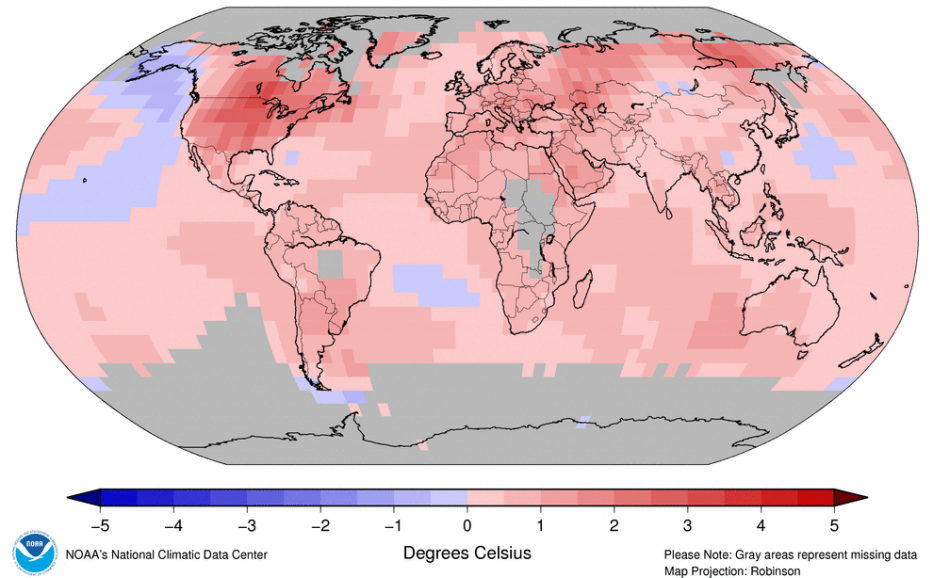 −5 −4 −3 −2 −1 0 1 2 3 4 5
NOAA
NOAA's National Climatic Data Center
Degrees Celsius
Please Note: Gray areas represent missing data
Map Projection: Robinson